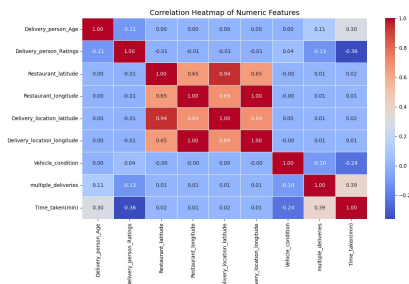 Correlation Heatmap of Numeric Features
Delivery_person_Age 1.00 -0.11 0.00 0.00 0.00 0.00 0.00 0.11 0.30
Delivery_person_Ratings -0.11 1.00 -0.01 -0.01 -0.01 -0.01 0.04 -0.13 -0.36
Restaurant_latitude 0.00 -0.01 1.00 0.65 0.94 0.65 -0.00 0.01 0.02
Restaurant_longitude 0.00 -0.01 0.65 1.00 0.69 1.00 -0.00 0.01 0.01
Delivery_location_latitude 0.00 -0.01 0.94 0.69 1.00 0.69 -0.00 0.01 0.02
Delivery_location_longitude 0.00 -0.01 0.65 1.00 0.69 1.00 -0.00 0.01 0.01
Vehicle_condition 0.00 0.04 -0.00 -0.00 -0.00 -0.00 1.00 -0.10 -0.24
multiple_deliveries 0.11 -0.13 0.01 0.01 0.01 0.01 -0.10 1.00 0.39
Time_taken(min) 0.30 -0.36 0.02 0.01 0.02 0.01 -0.24 0.39 1.00
Delivery_person_Age
Delivery_person_Ratings
Restaurant_latitude
Restaurant_longitude
ivery_location_latitude
very_location_longitude
Vehicle_condition
multiple_deliveries
Time_taken(min)
1.0
0.8
0.6
0.4
0.2
0.0
-0.2